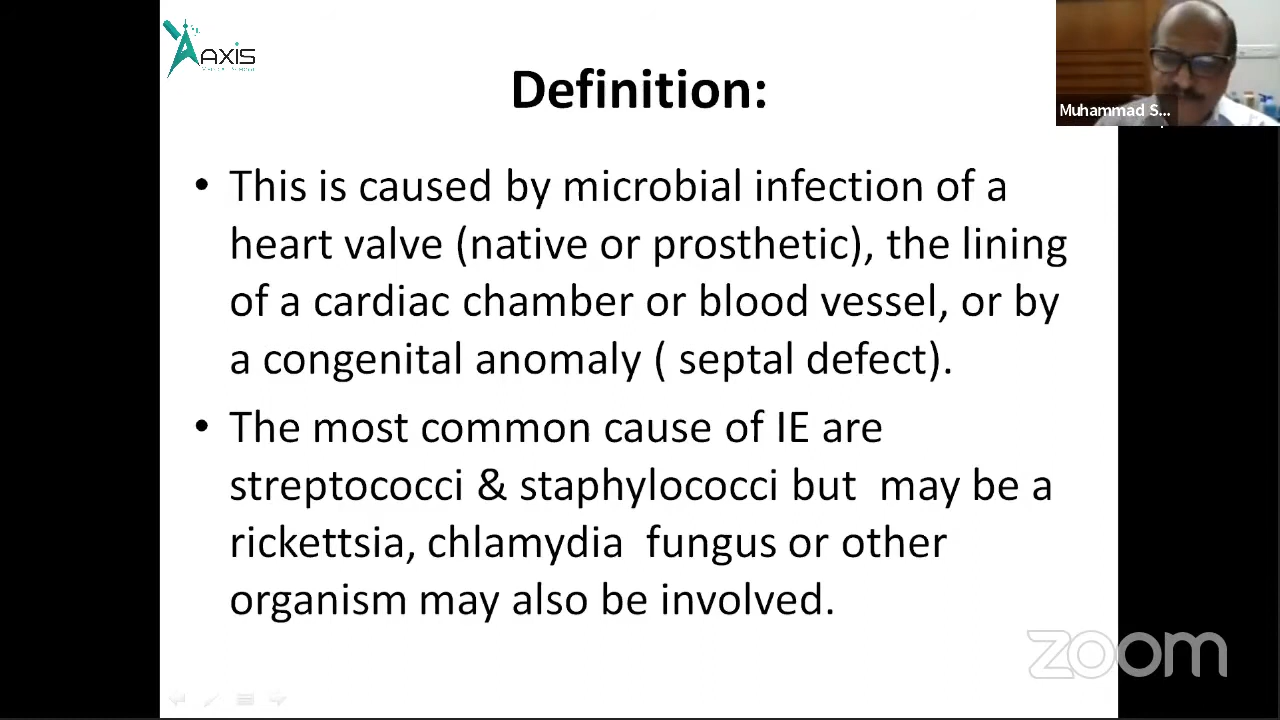 AXIS
Definition:
Muhammad S...
• This is caused by microbial infection of a
heart valve (native or prosthetic), the lining
of a cardiac chamber or blood vessel, or by
a congenital anomaly ( septal defect).
• The most common cause of IE are
streptococci & staphylococci but  may be a
rickettsia, chlamydia  fungus or other
organism may also be involved.
zoom